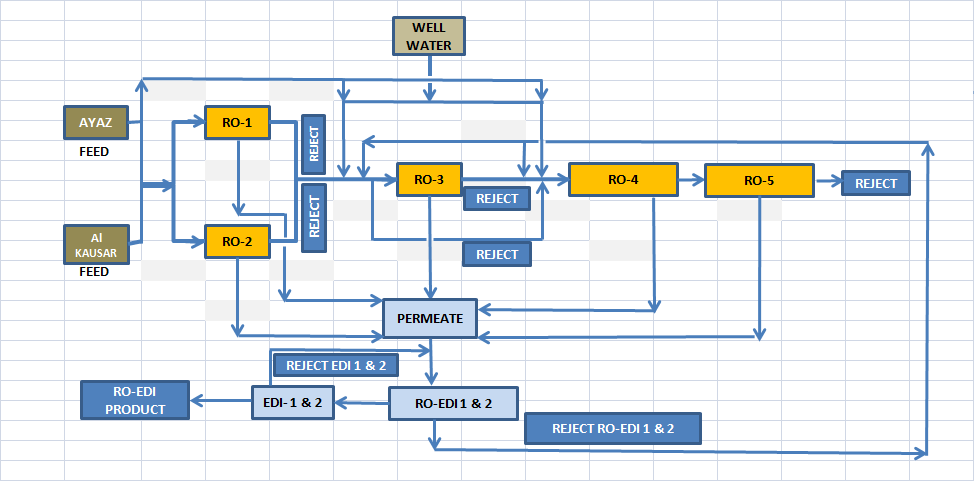 WELL
WATER
AYAZ
FEED
RO-1
REJECT
RO-3
REJECT
RO-4
RO-5
REJECT
REJECT
Al
KAUSAR
FEED
RO-2
REJECT
PERMEATE
REJECT EDI 1 & 2
RO-EDI
PRODUCT
EDI- 1 & 2
RO-EDI 1 & 2
REJECT RO-EDI 1 & 2